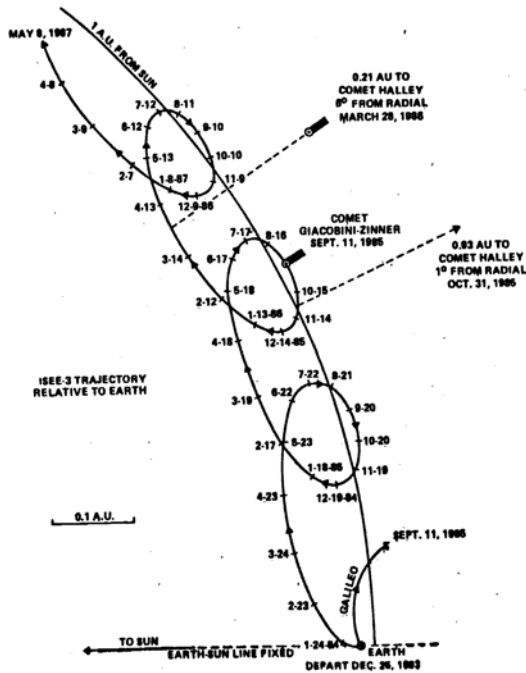 MAY 8, 1987
1 A.U. FROM SUN
4-8
3-9
2-7
7-12
8-11
6-12
9-10
5-13
10-10
1-8-87
11-9
4-13
12-9-86
0.21 AU TO
COMET HALLEY
8° FROM RADIAL
MARCH 28, 1986
COMET
GIACOBINI-ZINNER
SEPT. 11, 1985
7-17
8-16
3-14
6-17
5-18
10-15
2-12
1-13-86
11-14
4-18
12-14-85
0.93 AU TO
COMET HALLEY
1° FROM RADIAL
OCT. 31, 1985
ISEE-3 TRAJECTORY
RELATIVE TO EARTH
7-22
8-21
6-22
3-19
9-20
2-17
5-23
10-20
1-18-85
11-19
4-23
12-19-84
0.1 A.U.
SEPT. 11, 1985
3-24
GALILEO
2-23
TO SUN
1-24-84
EARTH-SUN LINE FIXED
EARTH
DEPART DEC. 25, 1983